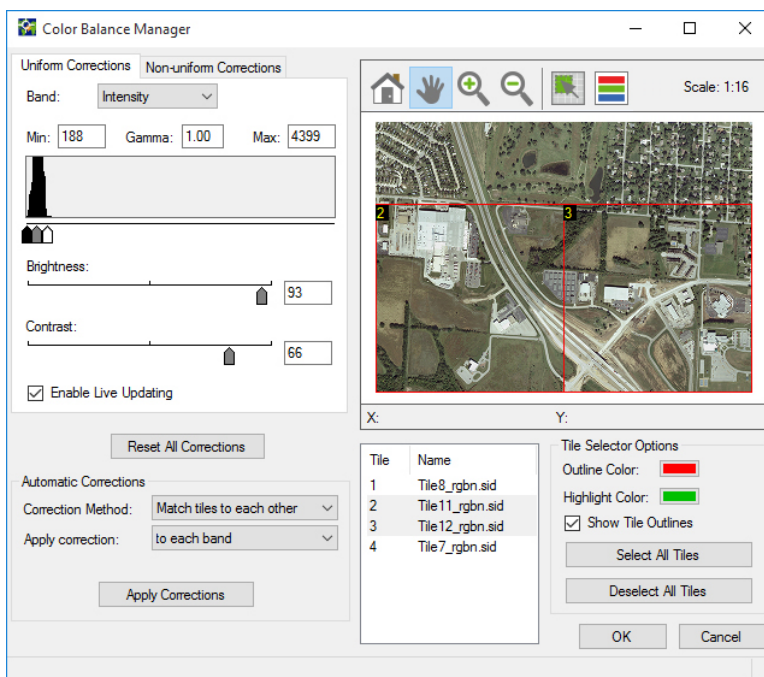 Color Balance Manager
Uniform Corrections
Non-uniform Corrections
Band: Intensity
Min: 188 Gamma: 1.00 Max: 4399
Brightness:
93
Contrast:
66
Enable Live Updating
Reset All Corrections
Automatic Corrections
Correction Method: Match tiles to each other
Apply correction: to each band
Apply Corrections
Scale: 1:16
2 3
X: Y:
Tile Name
1 Tile8_rgbn.sid
2 Tile11_rgbn.sid
3 Tile12_rgbn.sid
4 Tile7_rgbn.sid
Tile Selector Options
Outline Color:
Highlight Color:
Show Tile Outlines
Select All Tiles
Deselect All Tiles
OK Cancel